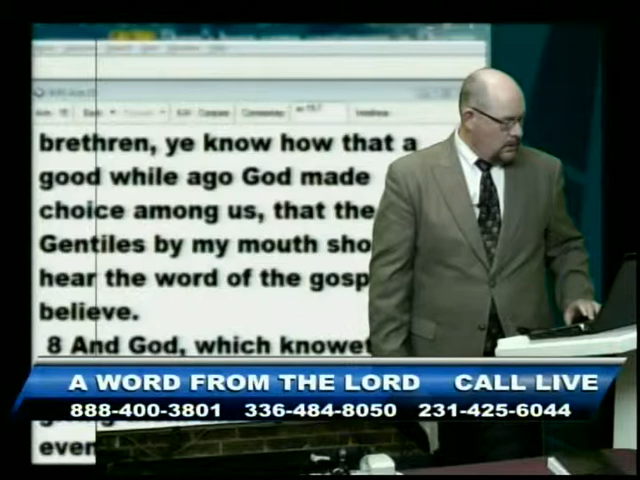 brethren, ye know how that a
good while ago God made
choice among us, that the
Gentiles by my mouth sho
hear the word of the gosp
believe.
8 And God, which knowet
A WORD FROM THE LORD CALL LIVE
888-400-3801 336-484-8050 231-425-6044
even